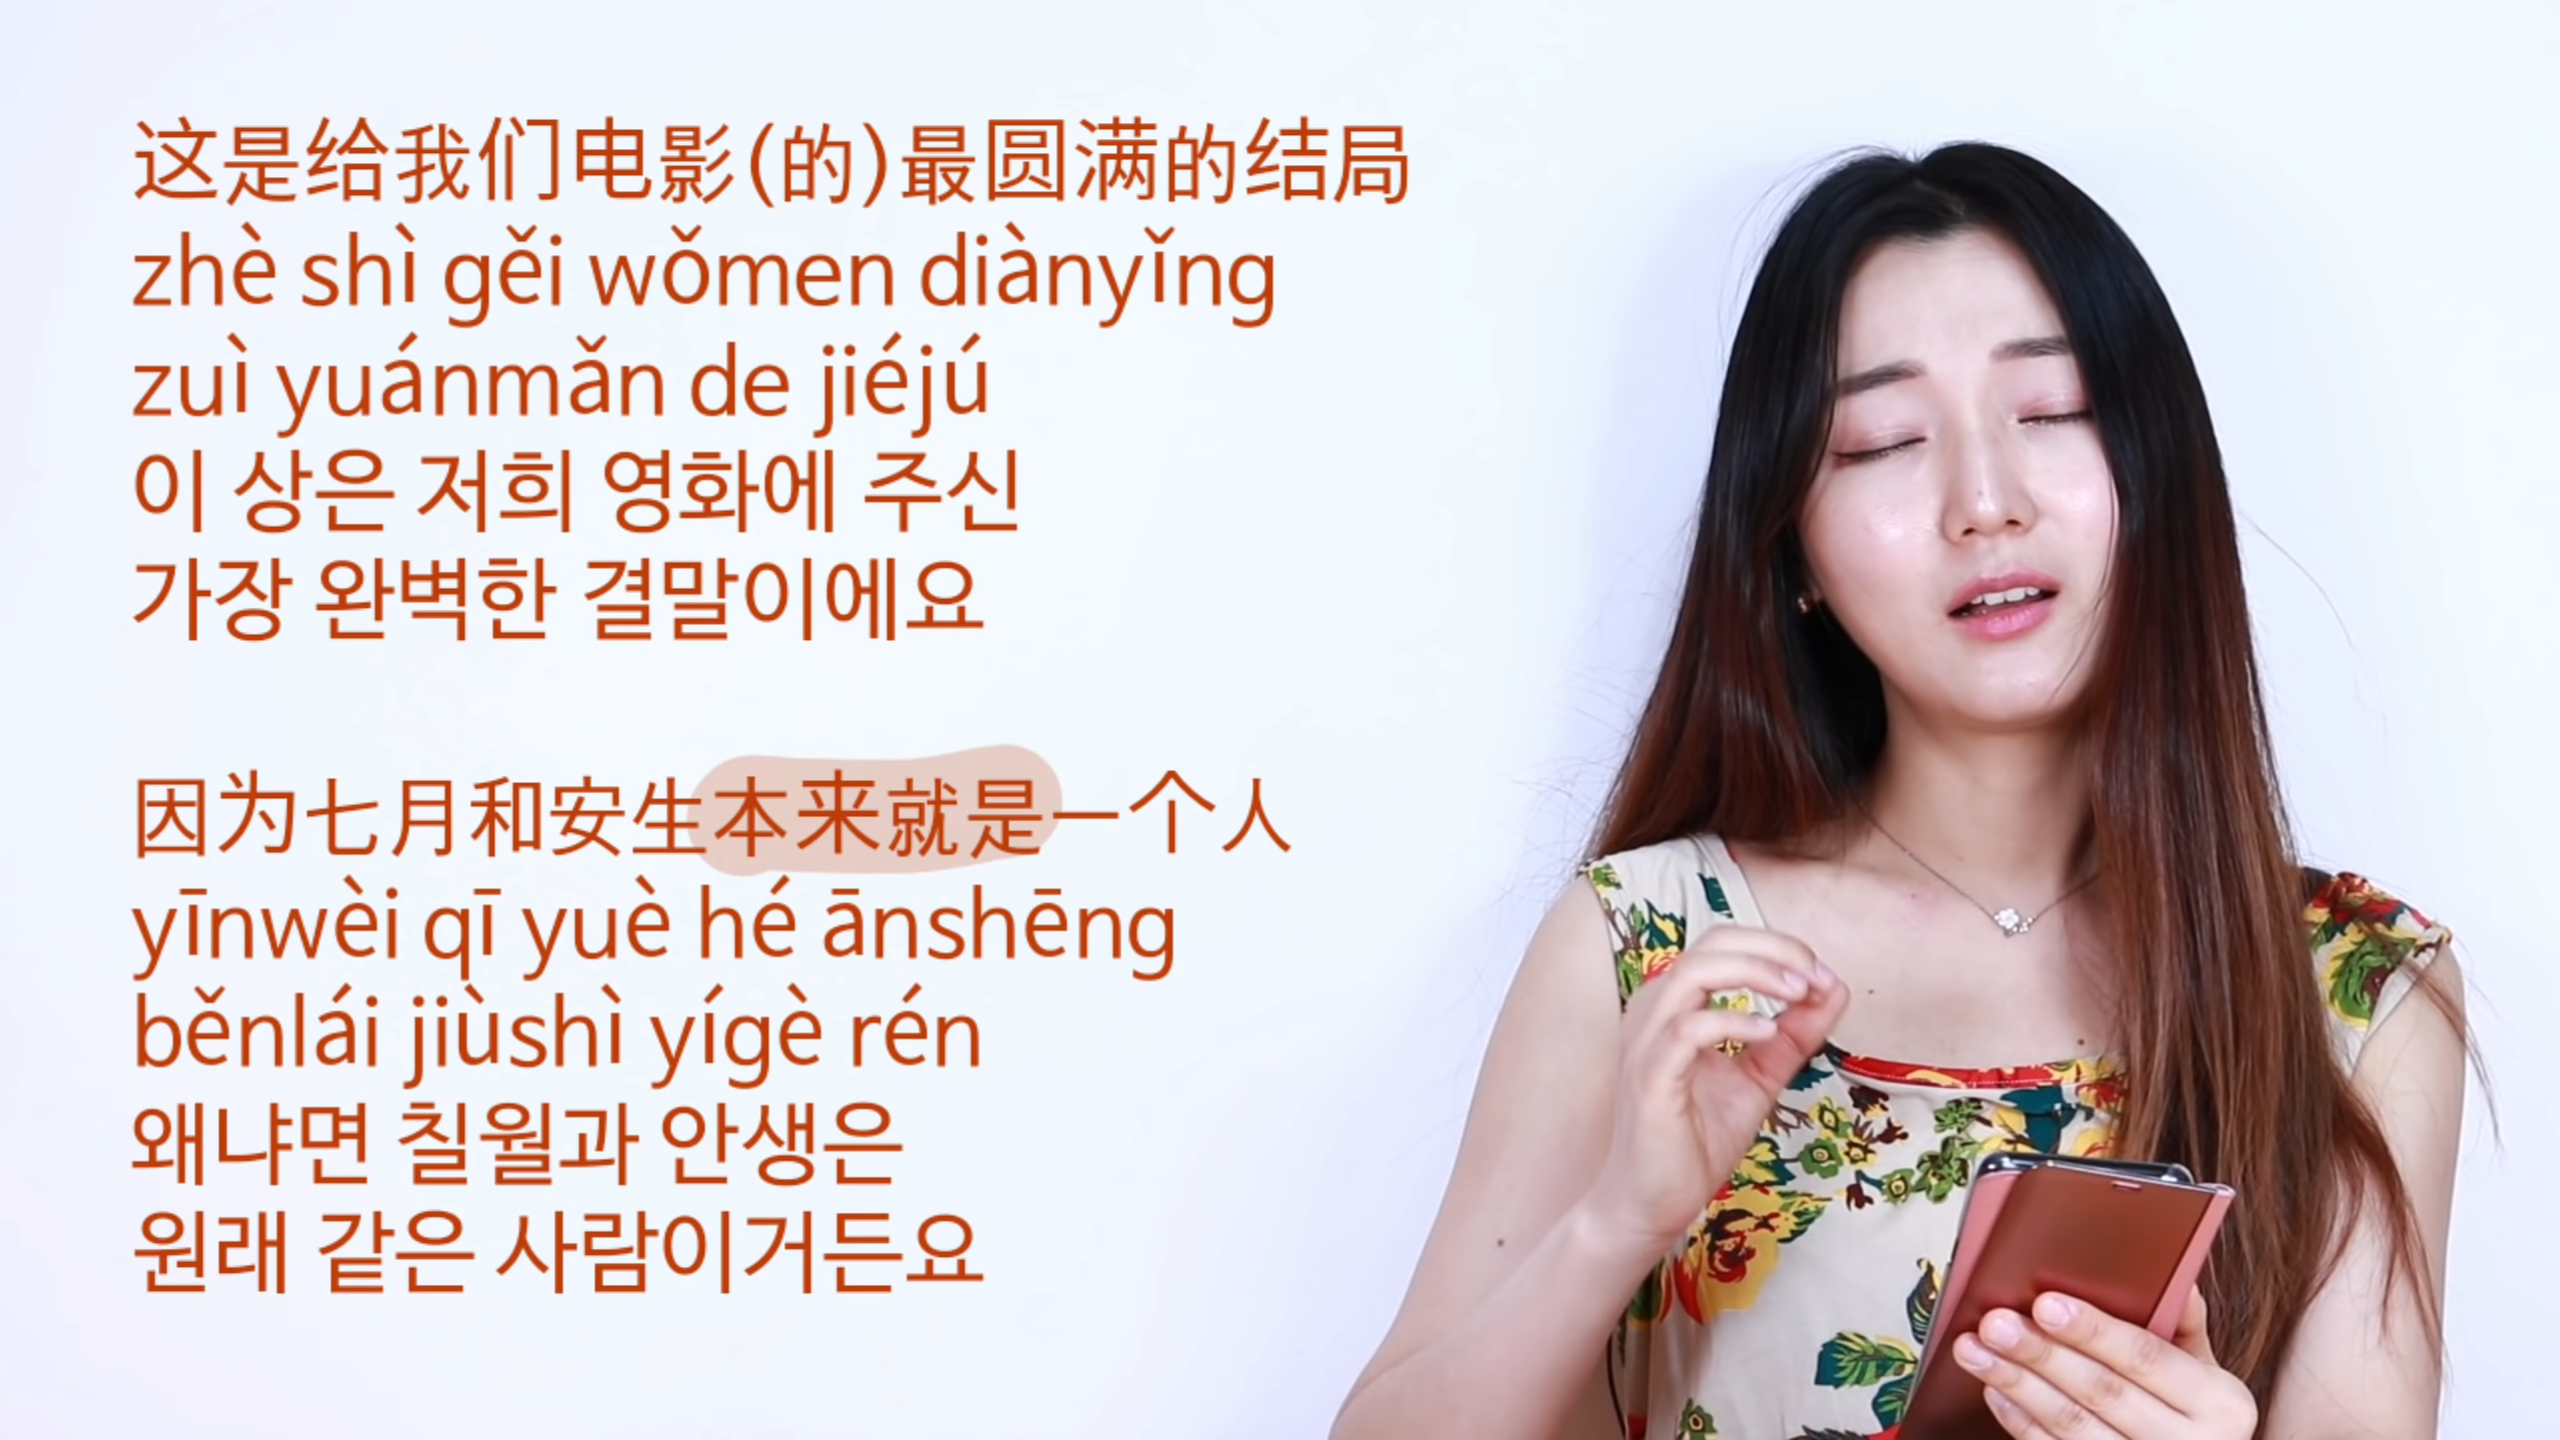 这是给我们电影(的)最圆满的结局
zhè shì gěi wǒmen diànyǐng
zuì yuánmǎn de jiéjú
이 상은 저희 영화에 주신
가장 완벽한 결말이에요
因为七月和安生本来就是一个人
yīnwèi qī yuè hé ānshēng
běnlái jiùshì yígè rén
왜냐면 칠월과 안생은
원래 같은 사람이거든요